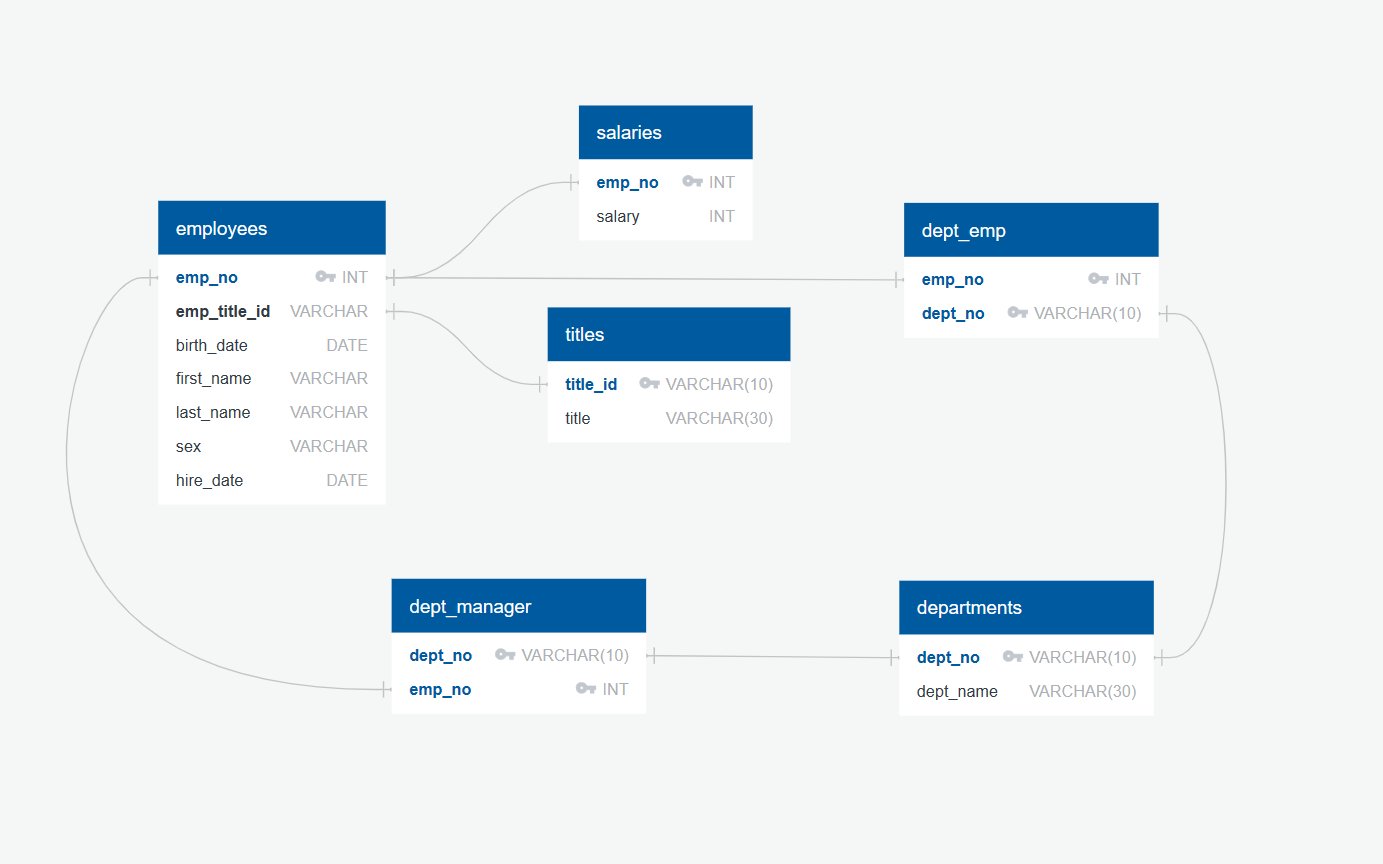 salaries
emp_no INT
salary INT
employees
emp_no INT
emp_title_id VARCHAR
birth_date DATE
first_name VARCHAR
last_name VARCHAR
sex VARCHAR
hire_date DATE
dept_emp
emp_no INT
dept_no VARCHAR(10)
titles
title_id VARCHAR(10)
title VARCHAR(30)
dept_manager
dept_no VARCHAR(10)
emp_no INT
departments
dept_no VARCHAR(10)
dept_name VARCHAR(30)